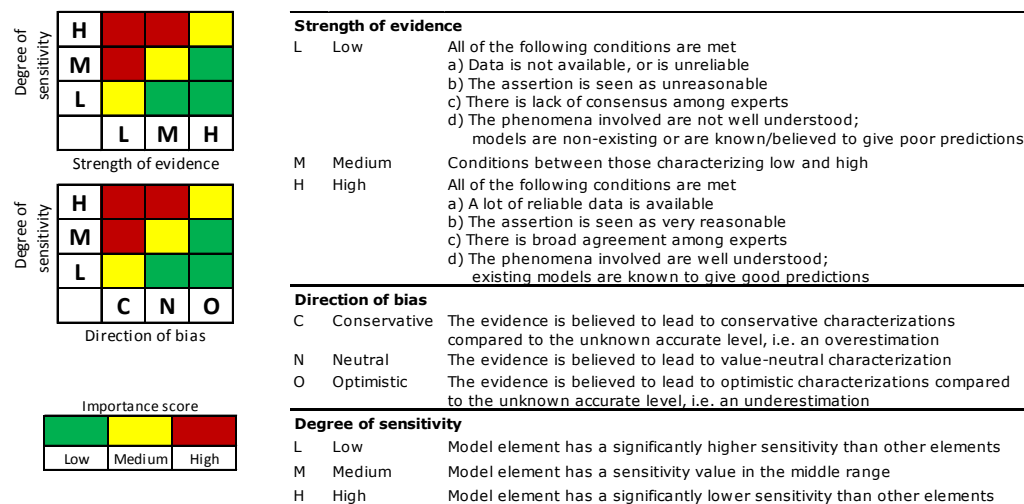 Degree of
sensitivity
H
M
L
L M H
Strength of evidence
Degree of
sensitivity
H
M
L
C N O
Direction of bias
Importance score
Low Medium High
Strength of evidence
L Low All of the following conditions are met
a) Data is not available, or is unreliable
b) The assertion is seen as unreasonable
c) There is lack of consensus among experts
d) The phenomena involved are not well understood;
models are non-existing or are known/believed to give poor predictions
M Medium Conditions between those characterizing low and high
H High All of the following conditions are met
a) A lot of reliable data is available
b) The assertion is seen as very reasonable
c) There is broad agreement among experts
d) The phenomena involved are well understood;
existing models are known to give good predictions
Direction of bias
C Conservative The evidence is believed to lead to conservative characterizations
compared to the unknown accurate level, i.e. an overestimation
N Neutral The evidence is believed to lead to value-neutral characterization
O Optimistic The evidence is believed to lead to optimistic characterizations compared
to the unknown accurate level, i.e. an underestimation
Degree of sensitivity
L Low Model element has a significantly higher sensitivity than other elements
M Medium Model element has a sensitivity value in the middle range
H High Model element has a significantly lower sensitivity than other elements